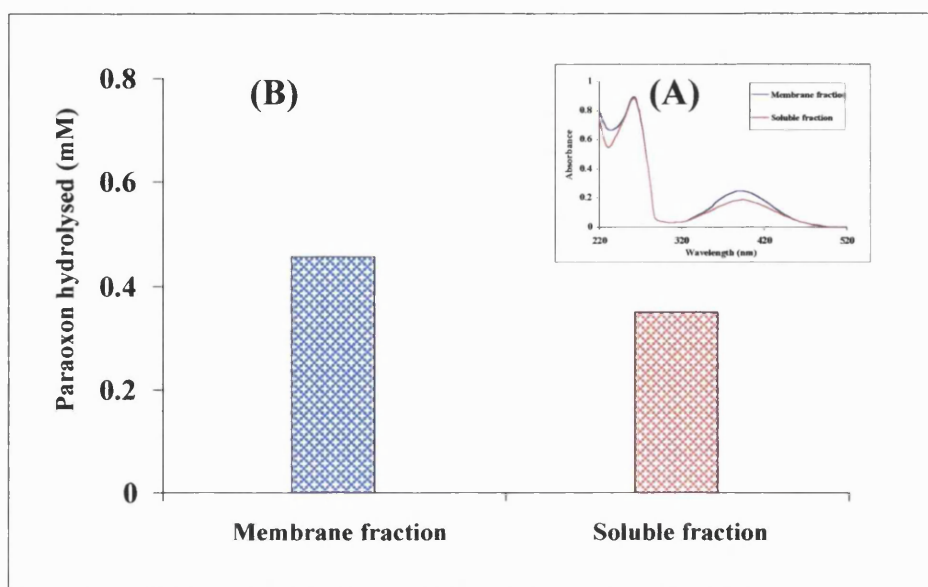 (B)
Paraoxon hydrolysed (mM)
0.8
0.6
0.4
0.2
0
Membrane fraction
Soluble fraction
(A)
Membrane fraction
Soluble fraction
Absorbance
1
0.8
0.6
0.4
0.2
0
220
320
420
520
Wavelength (nm)